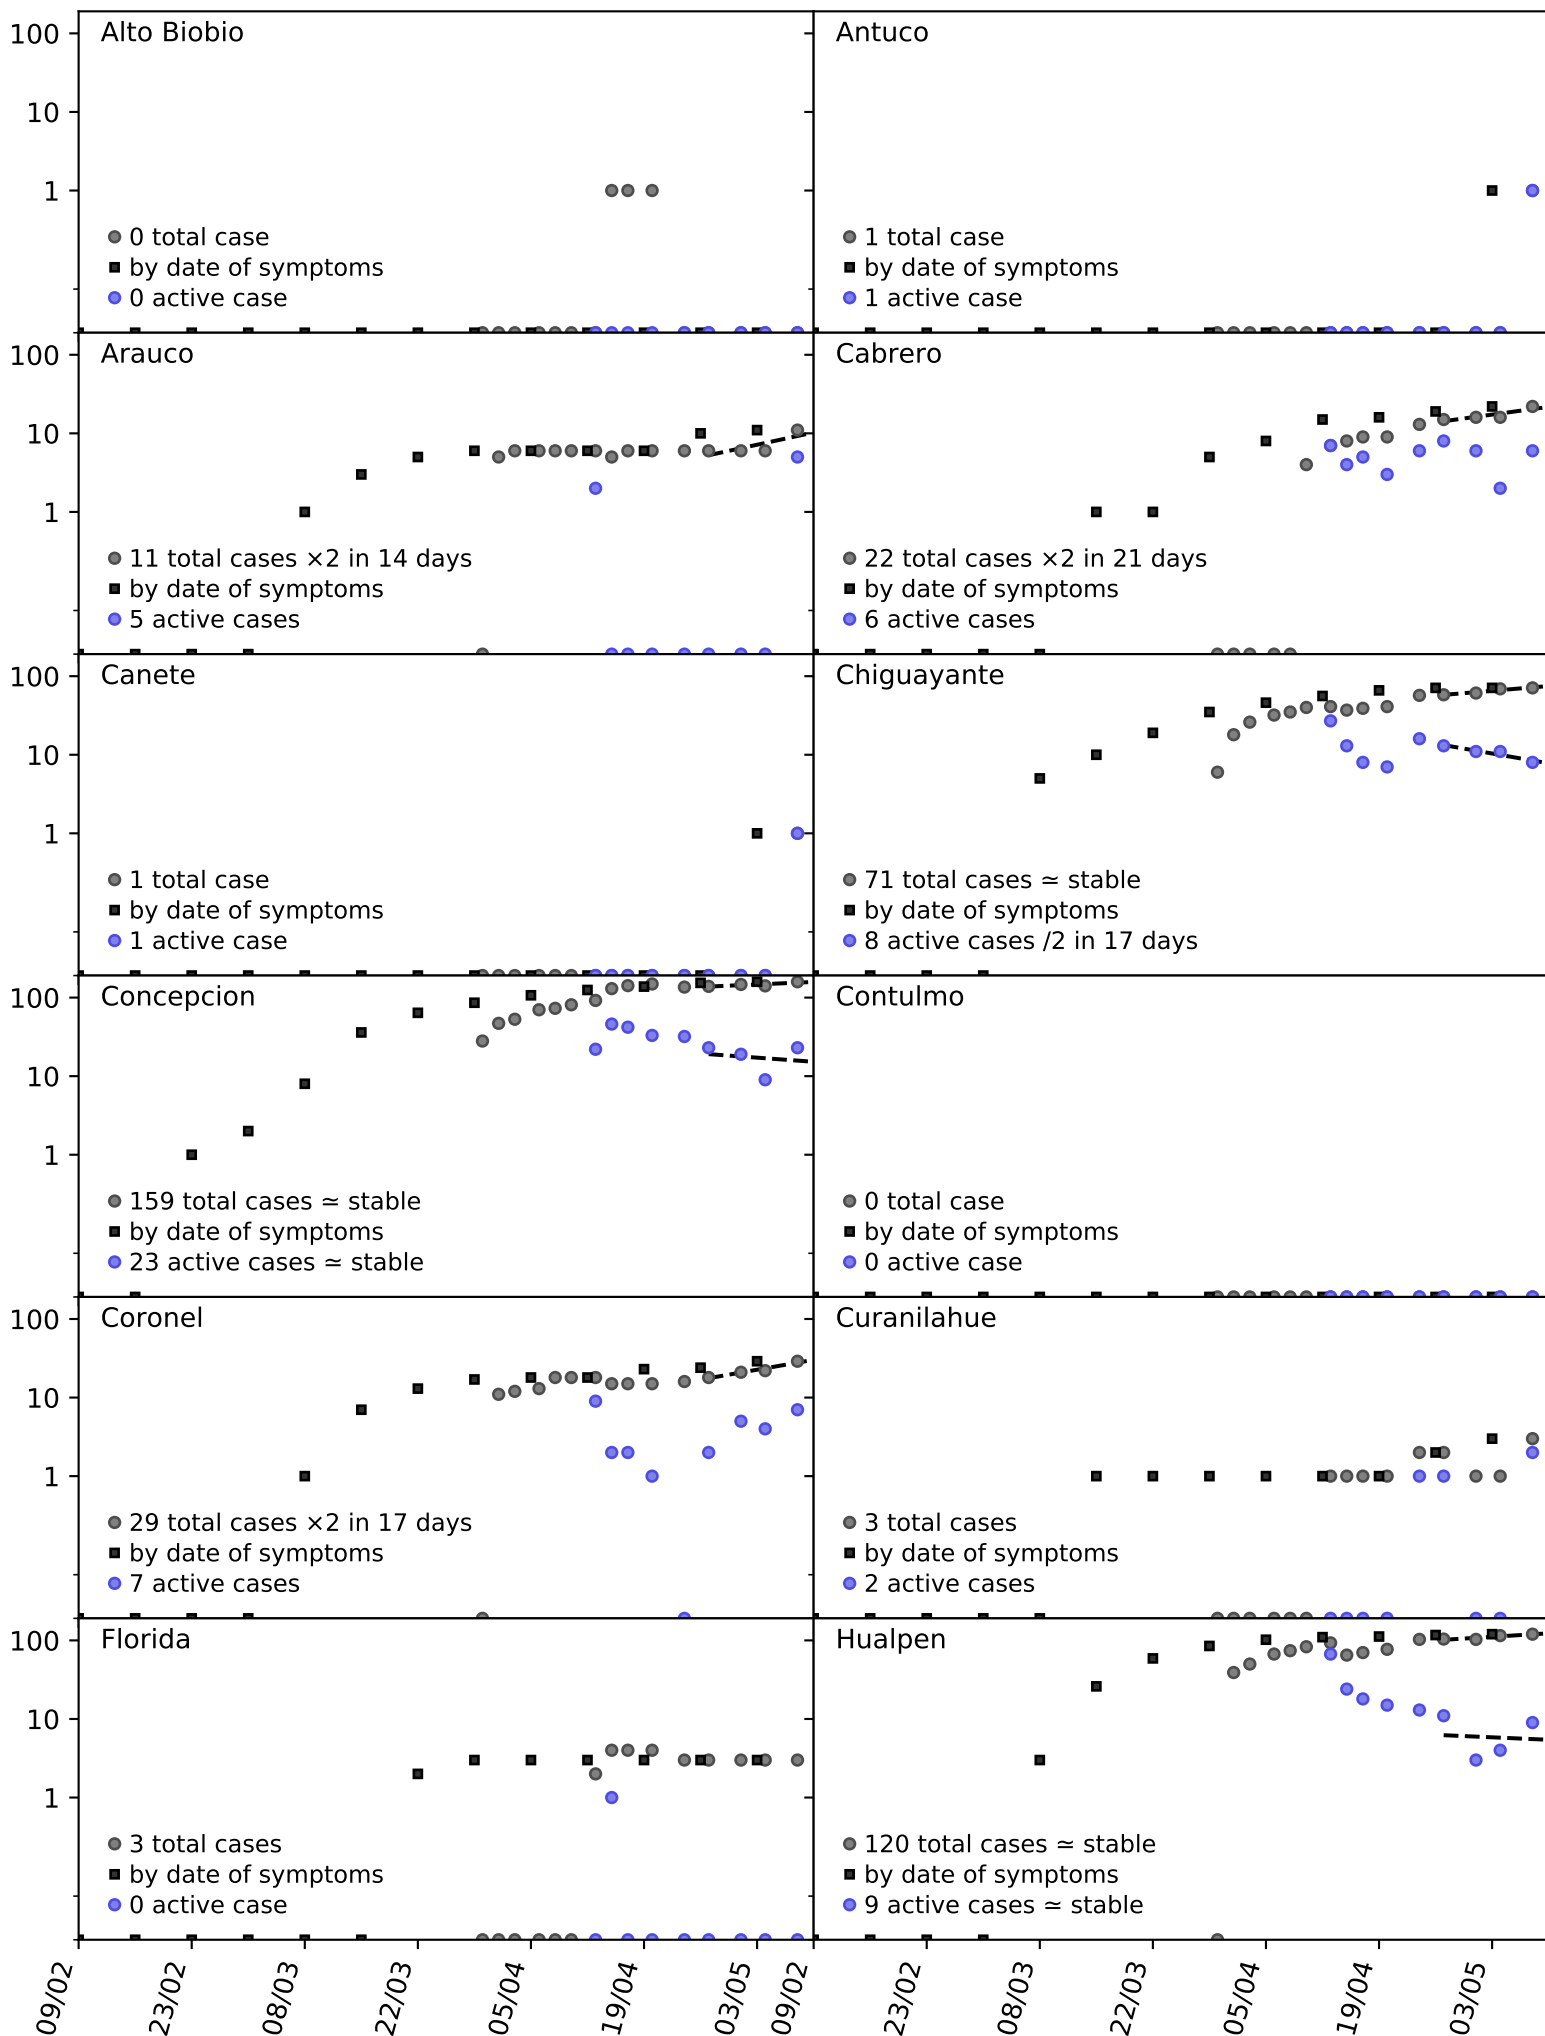 Alto Biobio
100
10
1
0 total case
by date of symptoms
0 active case
Antuco
1 total case
by date of symptoms
1 active case
Arauco
100
10
1
11 total cases ×2 in 14 days
by date of symptoms
5 active cases
Cabrero
22 total cases ×2 in 21 days
by date of symptoms
6 active cases
Canete
100
10
1
1 total case
by date of symptoms
1 active case
Chiguayante
71 total cases ≃ stable
by date of symptoms
8 active cases /2 in 17 days
Concepcion
100
10
1
159 total cases ≃ stable
by date of symptoms
23 active cases ≃ stable
Contulmo
0 total case
by date of symptoms
0 active case
Coronel
100
10
1
29 total cases ×2 in 17 days
by date of symptoms
7 active cases
Curanilahue
3 total cases
by date of symptoms
2 active cases
Florida
100
10
1
3 total cases
by date of symptoms
0 active case
Hualpen
120 total cases ≃ stable
by date of symptoms
9 active cases ≃ stable
09/02
23/02
08/03
22/03
05/04
19/04
03/05
09/02
23/02
08/03
22/03
05/04
19/04
03/05